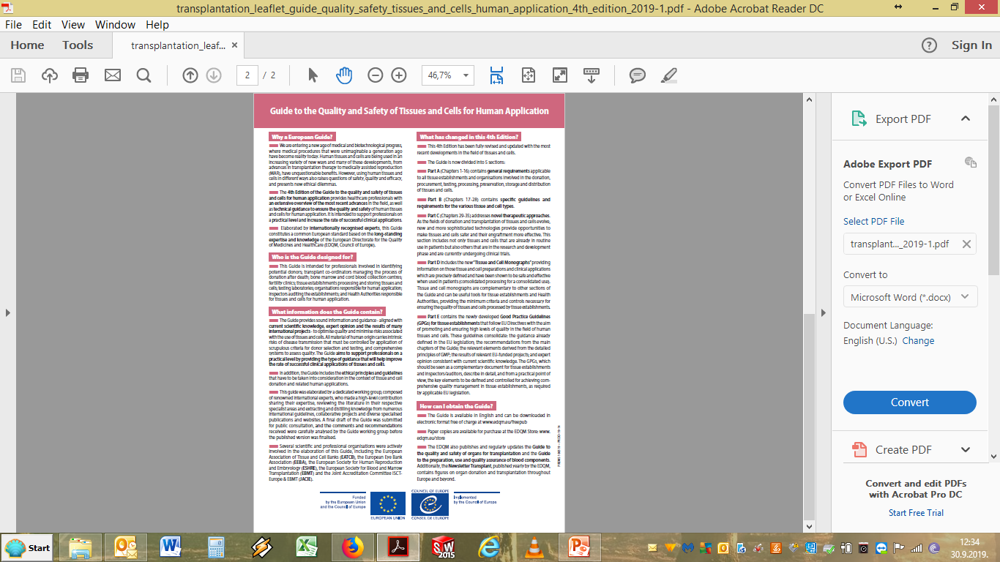 transplantation_leaflet_guide_quality_safety_tissues_and_cells_human_application_4th_edition_2019-1.pdf - Adobe Acrobat Reader DC
File Edit View Window Help
Home Tools transplantation_leaf... × Sign In
2 / 2 46,7%
Guide to the Quality and Safety of Tissues and Cells for Human Application
Why a European Guide?
We are entering a new age of medical and biotechnological progress,
where medical procedures that were unimaginable a generation ago
have become reality today. Human tissues and cells are being used in an
increasing variety of new ways and many of these developments, from
advances in transplantation therapy to medically assisted reproduction
(MAR), have unquestionable benefits. However, using human tissues and
cells in different ways also raises questions of safety, quality and efficacy,
and presents new ethical dilemmas.
The 4th Edition of the Guide to the quality and safety of tissues
and cells for human application provides healthcare professionals with
an extensive overview of the most recent advances in the field, as well
as technical guidance to ensure the quality and safety of human tissues
and cells for human application. It is intended to support professionals on
a practical level and increase the rate of successful clinical applications.
Elaborated by internationally recognised experts, this Guide
constitutes a common European standard based on the long-standing
expertise and knowledge of the European Directorate for the Quality
of Medicines and HealthCare (EDQM, Council of Europe).
Who is the Guide designed for?
This Guide is intended for professionals involved in identifying
potential donors; transplant co-ordinators managing the process of
donation after death; bone marrow and cord blood collection centres;
fertility clinics; tissue establishments processing and storing tissues and
cells; testing laboratories; organisations responsible for human application;
inspectors auditing the establishments; and Health Authorities responsible
for tissues and cells for human application.
What information does the Guide contain?
The Guide provides sound information and guidance - aligned with
current scientific knowledge, expert opinion and the results of many
international projects - to optimise quality and minimise risks associated
with the use of tissues and cells. All material of human origin carries intrinsic
risks of disease transmission that must be controlled by application of
scrupulous criteria for donor selection and testing, and comprehensive
systems to assess quality. The Guide aims to support professionals on a
practical level by providing the type of guidance that will help improve
the rate of successful clinical applications of tissues and cells.
In addition, the Guide includes the ethical principles and guidelines
that have to be taken into consideration in the context of tissue and cell
donation and related human applications.
This guide was elaborated by a dedicated working group, composed
of renowned international experts, who made a high-level contribution
sharing their expertise, reviewing the literature in their respective
specialist areas and extracting and distilling knowledge from numerous
international guidelines, collaborative projects and diverse specialised
publications and websites. A final draft of the Guide was submitted
for public consultation, and the comments and recommendations
received were carefully analysed by the Guide working group before
the published version was finalised.
Several scientific and professional organisations were actively
involved in the elaboration of this Guide, including the European
Association of Tissue and Cell Banks (EATCB), the European Eye Bank
Association (EEBA), the European Society for Human Reproduction
and Embryology (ESHRE), the European Society for Blood and Marrow
Transplantation (EBMT) and the Joint Accreditation Committee ISCT-
Europe & EBMT (JACIE).
What has changed in this 4th Edition?
This 4th Edition has been fully revised and updated with the most
recent developments in the field of tissues and cells.
The Guide is now divided into 5 sections:
Part A (Chapters 1-16) contains general requirements applicable
to all tissue establishments and organisations involved in the donation,
procurement, testing, processing, preservation, storage and distribution
of tissues and cells.
Part B (Chapters 17-28) contains specific guidelines and
requirements for the various tissue and cell types.
Part C (Chapters 29-35) addresses novel therapeutic approaches.
As the fields of donation and transplantation of tissues and cells evolve,
new and more sophisticated technologies provide opportunities to
make tissues and cells safer and their engraftment more effective. This
section includes not only tissues and cells that are already in routine
use in patients but also others that are in the research and development
phase and are currently undergoing clinical trials.
Part D includes the new "Tissue and Cell Monographs" providing
information on those tissue and cell preparations and clinical applications
which are precisely defined and have been shown to be safe and effective
when used in patients (consolidated processing for a consolidated use).
Tissue and cell monographs are complementary to other sections of
the Guide and can be useful tools for tissue establishments and Health
Authorities, providing the minimum criteria and controls necessary for
ensuring the quality of tissues and cells processed by tissue establishments.
Part E contains the newly developed Good Practice Guidelines
(GPGs) for tissue establishments that follow EU Directives with the aim
of promoting and ensuring high levels of quality in the field of human
tissues and cells. These guidelines consolidate: the guidance already
defined in the EU legislation; the recommendations from the main
chapters of the Guide; the relevant elements derived from the detailed
principles of GMP; the results of relevant EU-funded projects; and expert
opinion consistent with current scientific knowledge. The GPGs, which
should be seen as a complementary document for tissue establishments
and inspectors/auditors, describe in detail, and from a practical point of
view, the key elements to be defined and controlled for achieving com-
prehensive quality management in tissue establishments, as required
by applicable EU legislation.
How can I obtain the Guide?
The Guide is available in English and can be downloaded in
electronic format free of charge at www.edqm.eu/freepub
Paper copies are available for purchase at the EDQM Store: www.
edqm.eu/store
The EDQM also publishes and regularly updates the Guide to
the quality and safety of organs for transplantation and the Guide
to the preparation, use and quality assurance of blood components.
Additionally, the Newsletter Transplant, published yearly by the EDQM,
contains figures on organ donation and transplantation throughout
Europe and beyond.
Funded
by the European Union
and the Council of Europe
EUROPEAN UNION
COUNCIL OF EUROPE
CONSEIL DE L'EUROPE
Implemented
by the Council of Europe
Export PDF
Adobe Export PDF
Convert PDF Files to Word
or Excel Online
Select PDF File
transplant..._2019-1.pdf
Convert to
Microsoft Word (*.docx)
Document Language:
English (U.S.) Change
Convert
Create PDF
Convert and edit PDFs
with Acrobat Pro DC
Start Free Trial
Start
SW
2015
12:34
30.9.2019.